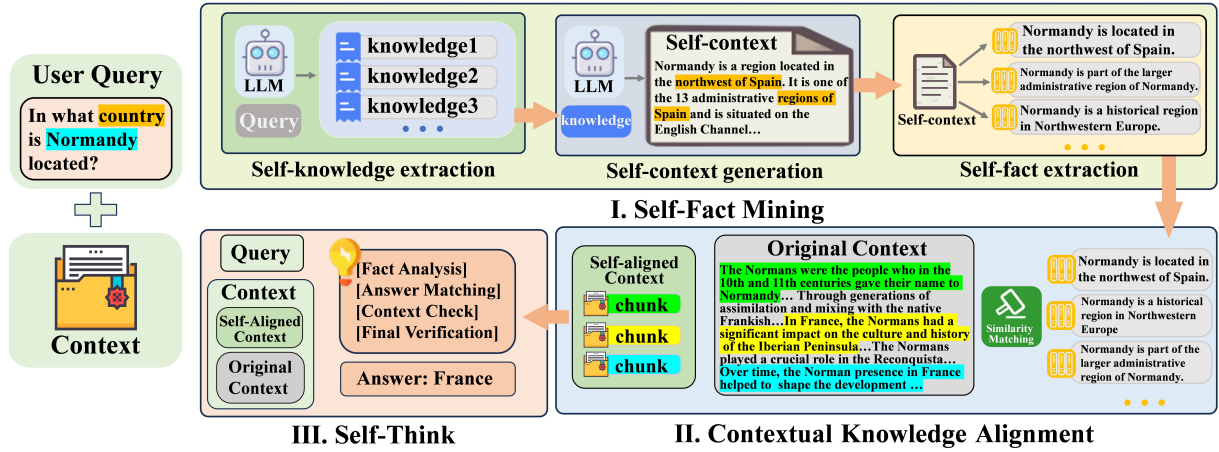 User Query
In what country
is Normandy
located?
Context
LLM
Query
knowledge1
knowledge2
knowledge3
Self-knowledge extraction
LLM
knowledge
Self-context
Normandy is a region located in
the northwest of Spain. It is one of
the 13 administrative regions of
Spain and is situated on the
English Channel…
Self-context generation
Self-context
Normandy is located in
the northwest of Spain.
Normandy is part of the larger
administrative region of Normandy.
Normandy is a historical region
in Northwestern Europe.
Self-fact extraction
I. Self-Fact Mining
Query
Context
Self-Aligned
Context
Original
Context
[Fact Analysis]
[Answer Matching]
[Context Check]
[Final Verification]
Answer: France
III. Self-Think
Self-aligned
Context
chunk
chunk
chunk
Original Context
The Normans were the people who in the
10th and 11th centuries gave their name to
Normandy… Through generations of
assimilation and mixing with the native
Frankish…In France, the Normans had a
significant impact on the culture and history
of the Iberian Peninsula…The Normans
played a crucial role in the Reconquista…
Over time, the Norman presence in France
helped to shape the development …
Similarity
Matching
Normandy is located in
the northwest of Spain.
Normandy is a historical
region in Northwestern
Europe
Normandy is part of the
larger administrative
region of Normandy.
II. Contextual Knowledge Alignment